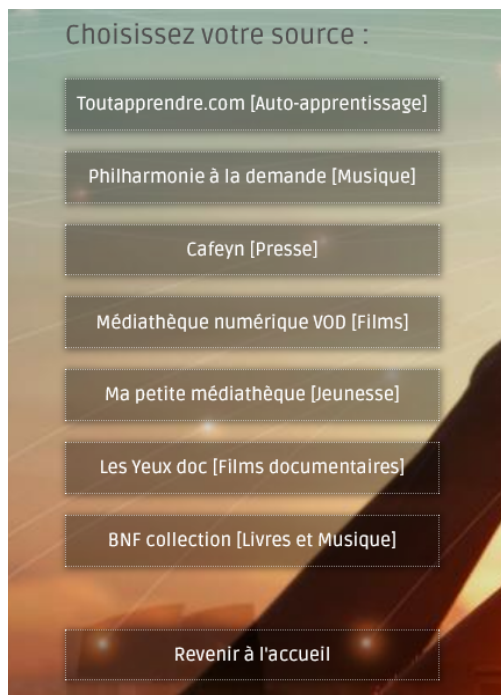 Choisissez votre source :
Toutapprendre.com [Auto-apprentissage]
Philharmonie à la demande [Musique]
Cafeyn [Presse]
Médiathèque numérique VOD [Films]
Ma petite médiathèque [Jeunesse]
Les Yeux doc [Films documentaires]
BNF collection [Livres et Musique]
Revenir à l'accueil